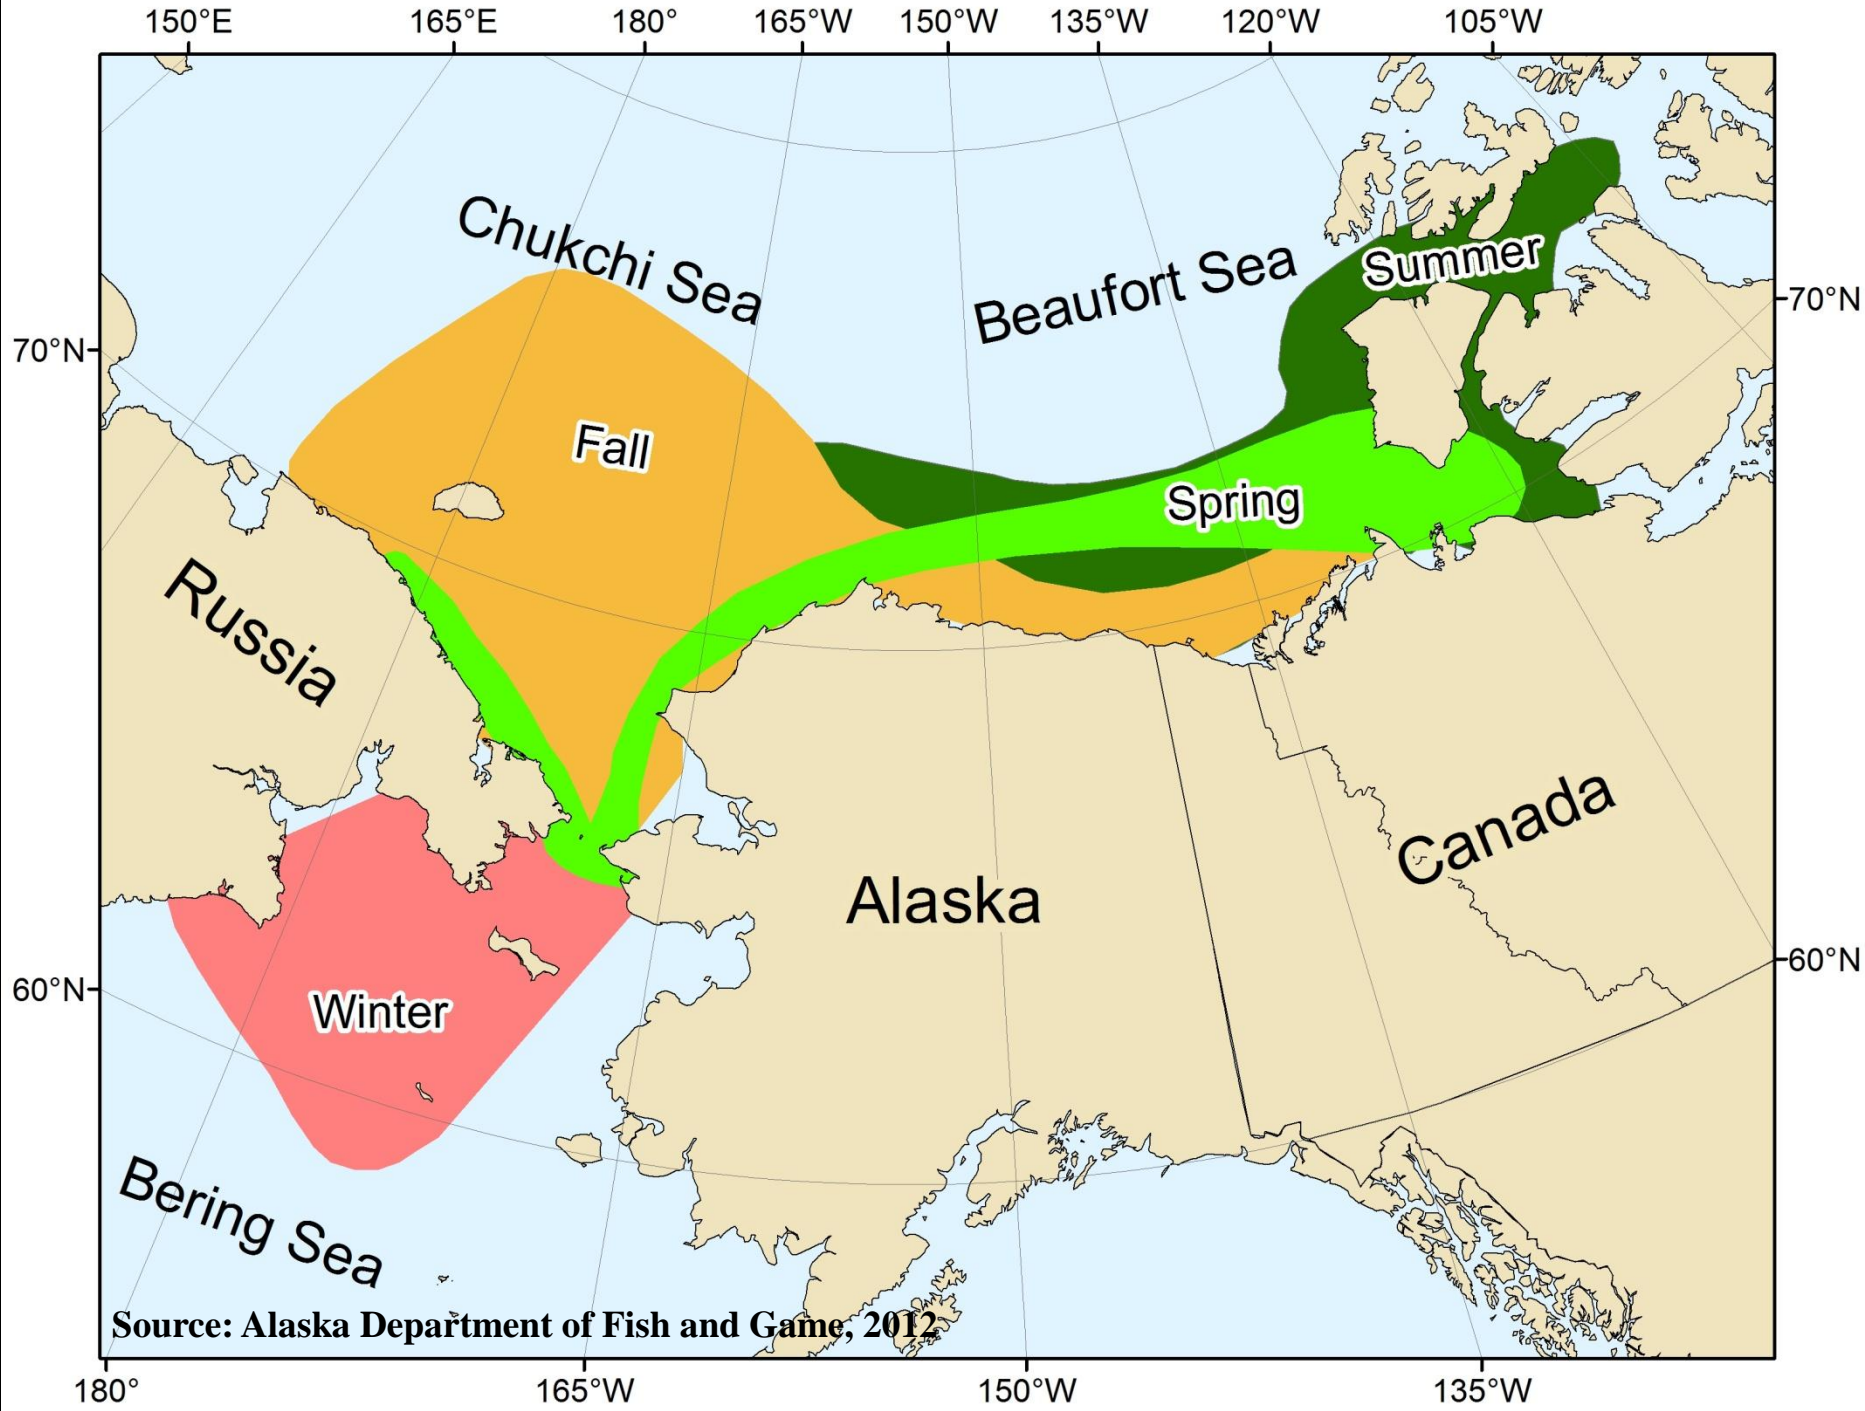 150°E 165°E 180° 165°W 150°W 135°W 120°W 105°W
Chukchi Sea
Beaufort Sea
Summer
70°N
70°N
Fall
Spring
Russia
Canada
Alaska
60°N
60°N
Winter
Bering Sea
Source: Alaska Department of Fish and Game, 2012
180° 165°W 150°W 135°W